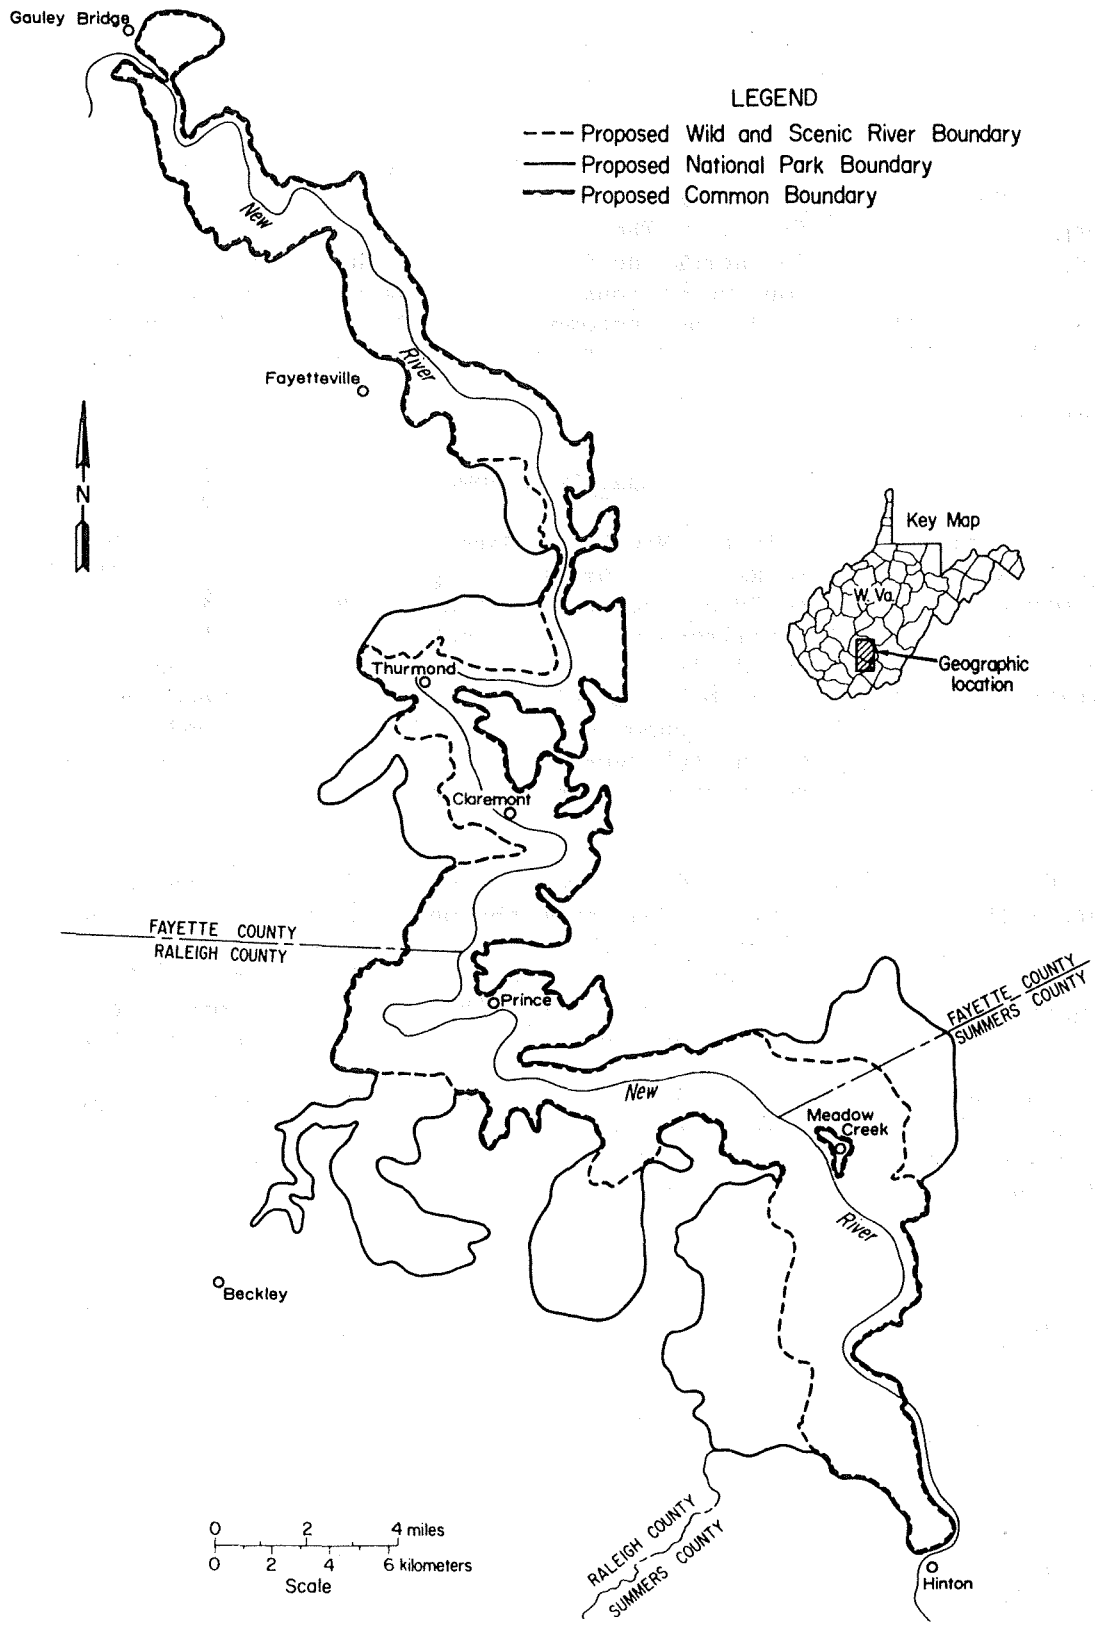 Gauley Bridge
LEGEND
Proposed Wild and Scenic River Boundary
Proposed National Park Boundary
Proposed Common Boundary
New
River
Fayetteville
N
Key Map
W. Va.
Geographic
location
Thurmond
Claremont
FAYETTE COUNTY
RALEIGH COUNTY
Prince
FAYETTE COUNTY
SUMMERS COUNTY
New
Meadow
Creek
River
Beckley
0 2 4 miles
0 2 4 6 kilometers
Scale
RALEIGH COUNTY
SUMMERS COUNTY
Hinton